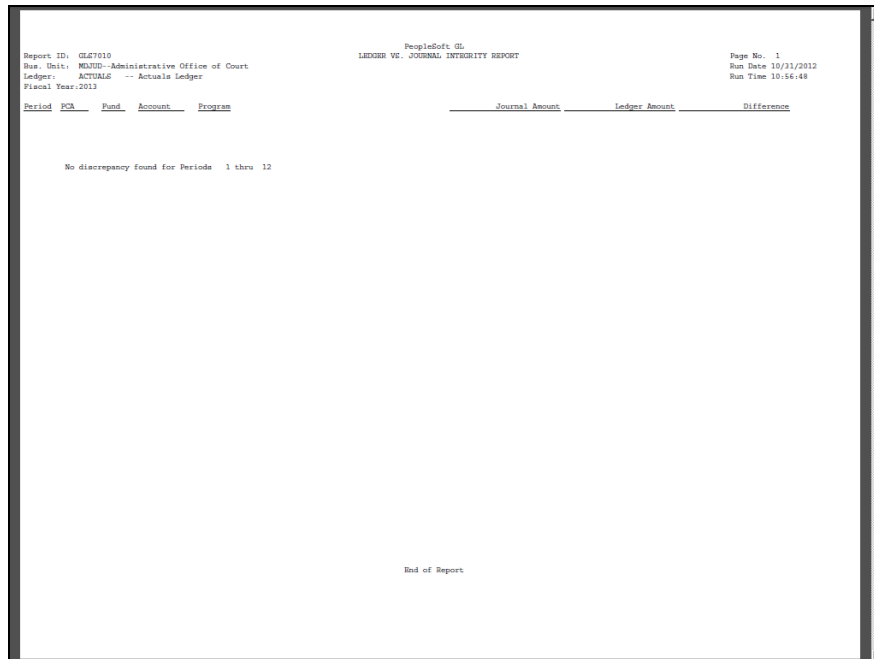 PeopleSoft GL
Report ID: GLS7010 LEDGER VS. JOURNAL INTEGRITY REPORT Page No. 1
Bus. Unit: MDJUD--Administrative Office of Court Run Date 10/31/2012
Ledger: ACTUALS -- Actuals Ledger Run Time 10:56:48
Fiscal Year:2013
Period PCA Fund Account Program Journal Amount Ledger Amount Difference
No discrepancy found for Periods 1 thru 12
End of Report